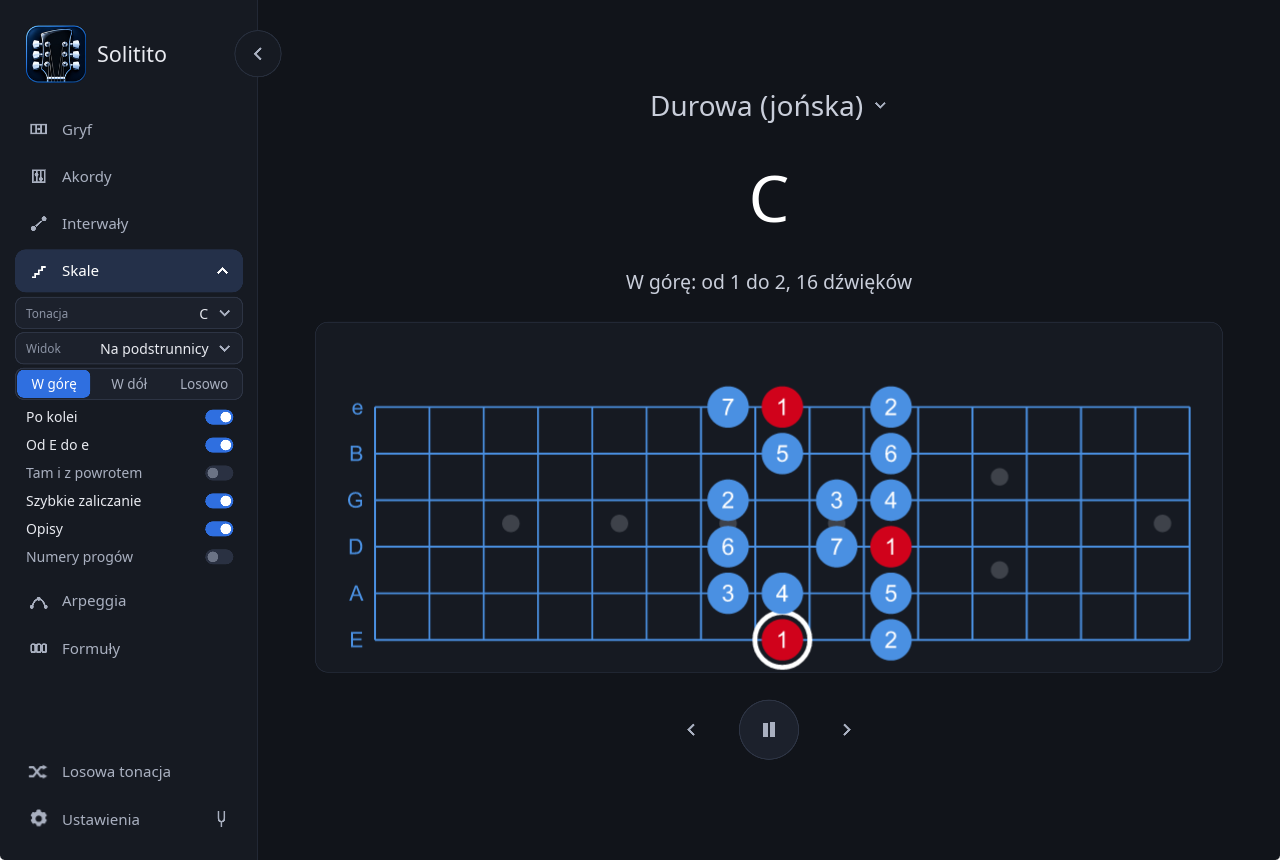 Solitito
Gryf
Akordy
Interwały
Skale
Tonacja C
Widok Na podstrunnicy
W górę W dół Losowo
Po kolei
Od E do e
Tam i z powrotem
Szybkie zaliczanie
Opisy
Numery progów
Arpeggia
Formuły
Losowa tonacja
Ustawienia
Durowa (jońska)
C
W górę: od 1 do 2, 16 dźwięków
e 7 1 2
B 5 6
G 2 3 4
D 6 7 1
A 3 4 5
E 1 2